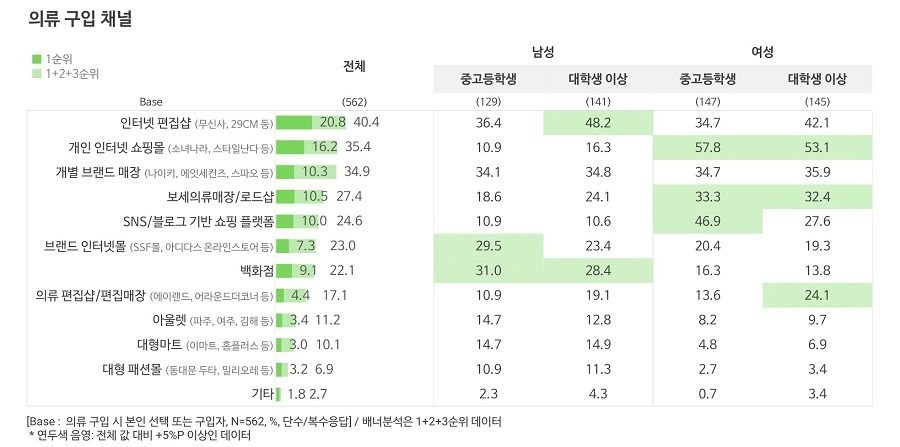 의류 구입 채널
1순위
1+2+3순위
전체
남성
여성
중고등학생
대학생 이상
중고등학생
대학생 이상
Base (562) (129) (141) (147) (145)
인터넷 편집샵 (무신사, 29CM 등) 20.8 40.4 36.4 48.2 34.7 42.1
개인 인터넷 쇼핑몰 (소녀나라, 스타일난다 등) 16.2 35.4 10.9 16.3 57.8 53.1
개별 브랜드 매장 (나이키, 에잇세컨즈, 스파오 등) 10.3 34.9 34.1 34.8 34.7 35.9
보세의류매장/로드샵 10.5 27.4 18.6 24.1 33.3 32.4
SNS/블로그 기반 쇼핑 플랫폼 10.0 24.6 10.9 10.6 46.9 27.6
브랜드 인터넷몰 (SSF몰, 아디다스 온라인스토어 등) 7.3 23.0 29.5 23.4 20.4 19.3
백화점 9.1 22.1 31.0 28.4 16.3 13.8
의류 편집샵/편집매장 (에이랜드, 어라운드더코너 등) 4.4 17.1 10.9 19.1 13.6 24.1
아울렛 (파주, 여주, 김해 등) 3.4 11.2 14.7 12.8 8.2 9.7
대형마트 (이마트, 홈플러스 등) 3.0 10.1 14.7 14.9 4.8 6.9
대형 패션몰 (동대문 두타, 밀리오레 등) 3.2 6.9 10.9 11.3 2.7 3.4
기타 1.8 2.7 2.3 4.3 0.7 3.4
[Base : 의류 구입 시 본인 선택 또는 구입자, N=562, %, 단수/복수응답] / 배너분석은 1+2+3순위 데이터
* 연두색 음영: 전체 값 대비 +5%P 이상인 데이터